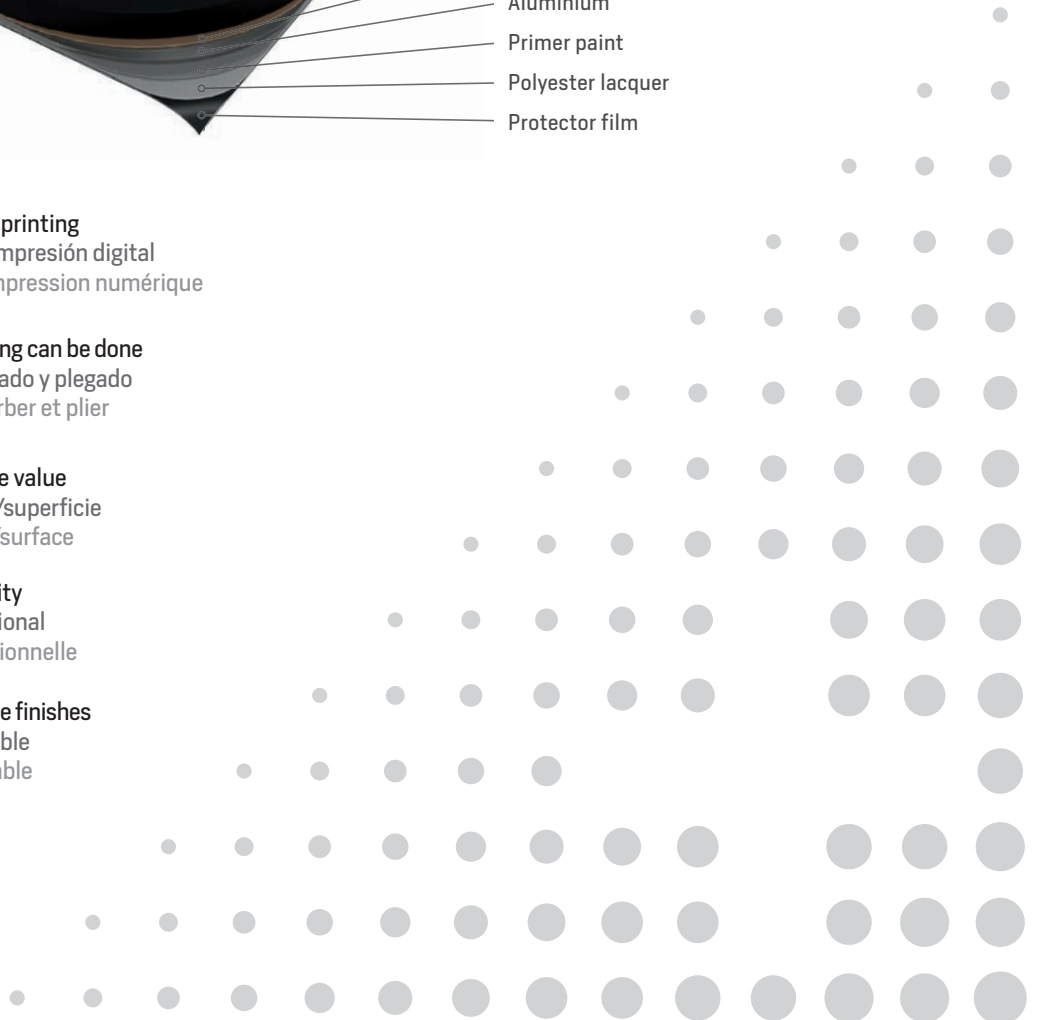 Aluminium
Primer paint
Polyester lacquer
Protector film
printing
mpresión digital
pression numérique
ng can be done
ado y plegado
rber et plier
e value
/superficie
surface
ity
ional
ionnelle
e finishes
ble
able